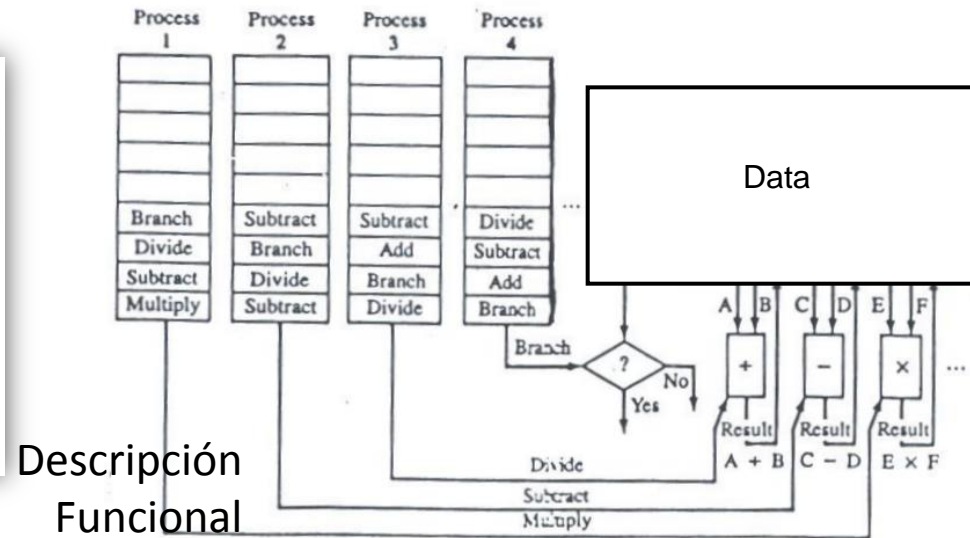 Process Process Process Process
1 2 3 4
Branch Subtract Subtract Divide
Divide Branch Add Subtract
Subtract Divide Branch Add
Multiply Subtract Divide Branch
...
Data
A B C D E F
Branch ? + − × ...
No
Yes
Result Result Result
A + B C − D E × F
Divide
Subtract
Multiply
Descripción
Funcional